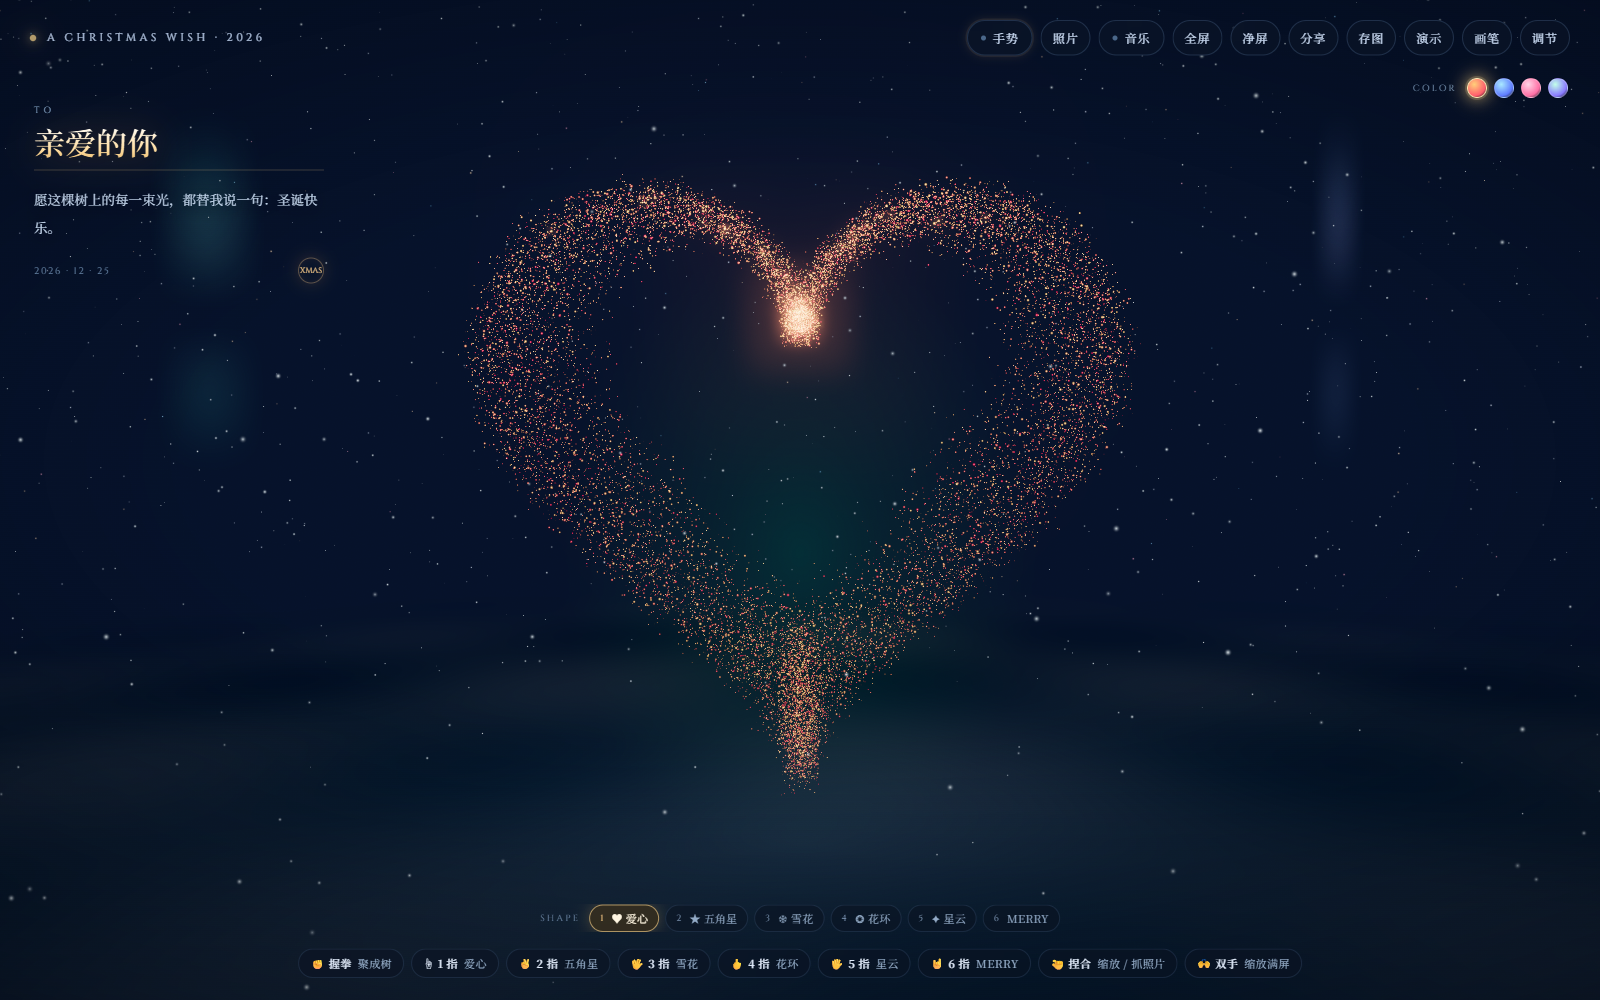 A CHRISTMAS WISH · 2026
手势 照片 音乐 全屏 净屏 分享 存图 演示 画笔 调节
COLOR
TO
亲爱的你
愿这棵树上的每一束光，都替我说一句：圣诞快
乐。
2026 · 12 · 25
XMAS
SHAPE 1 ♥ 爱心 2 ★ 五角星 3 ❄ 雪花 4 ✪ 花环 5 ✦ 星云 6 MERRY
✊ 握拳 聚成树 ☝ 1 指 爱心 ✌ 2 指 五角星 🖖 3 指 雪花 👆 4 指 花环 🖐 5 指 星云 🤘 6 指 MERRY 🤏 捏合 缩放 / 抓照片 🙌 双手 缩放满屏